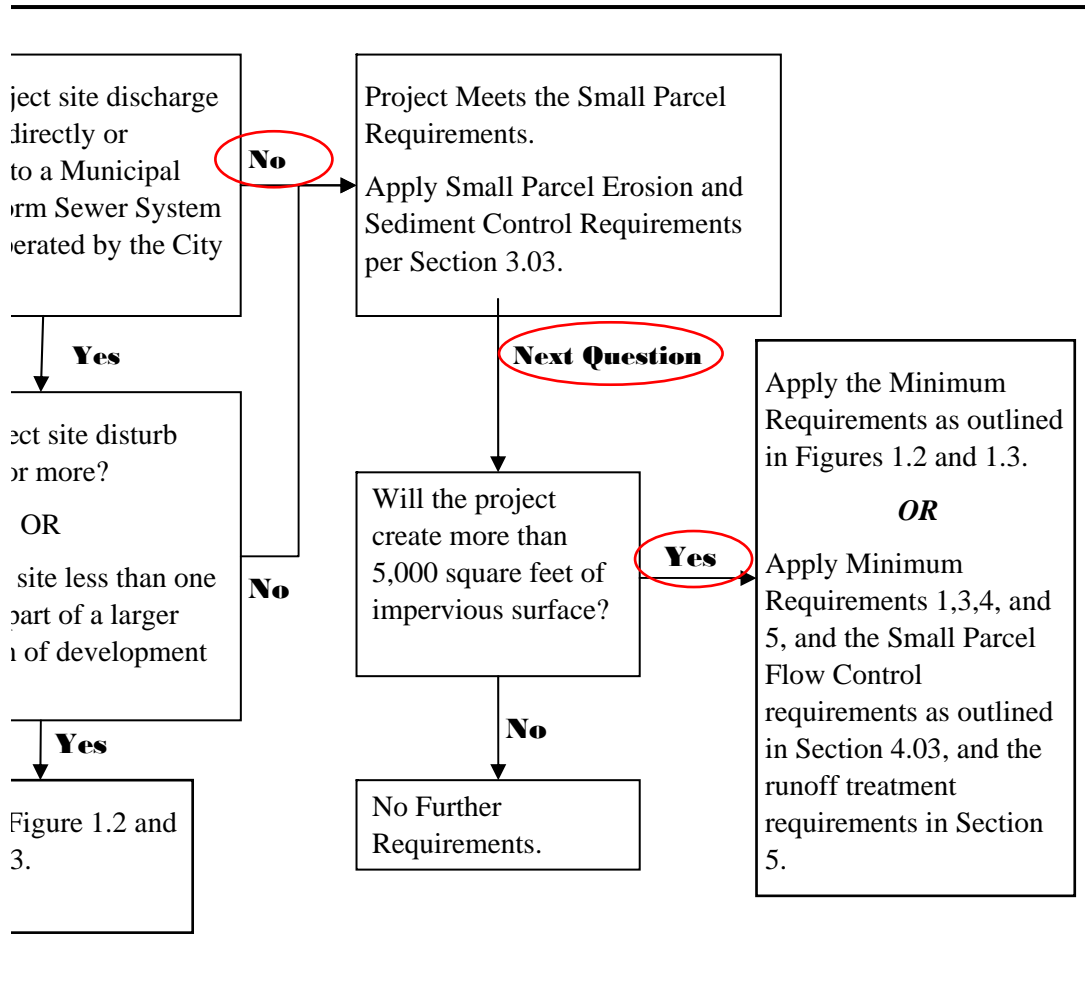 ject site discharge
directly or
to a Municipal
orm Sewer System
perated by the City
No
Project Meets the Small Parcel
Requirements.
Apply Small Parcel Erosion and
Sediment Control Requirements
per Section 3.03.
Yes
Next Question
ect site disturb
or more?
OR
site less than one
part of a larger
of development
No
Will the project
create more than
5,000 square feet of
impervious surface?
Yes
Apply the Minimum
Requirements as outlined
in Figures 1.2 and 1.3.
OR
Apply Minimum
Requirements 1,3,4, and
5, and the Small Parcel
Flow Control
requirements as outlined
in Section 4.03, and the
runoff treatment
requirements in Section
5.
Yes
No
Figure 1.2 and
3.
No Further
Requirements.